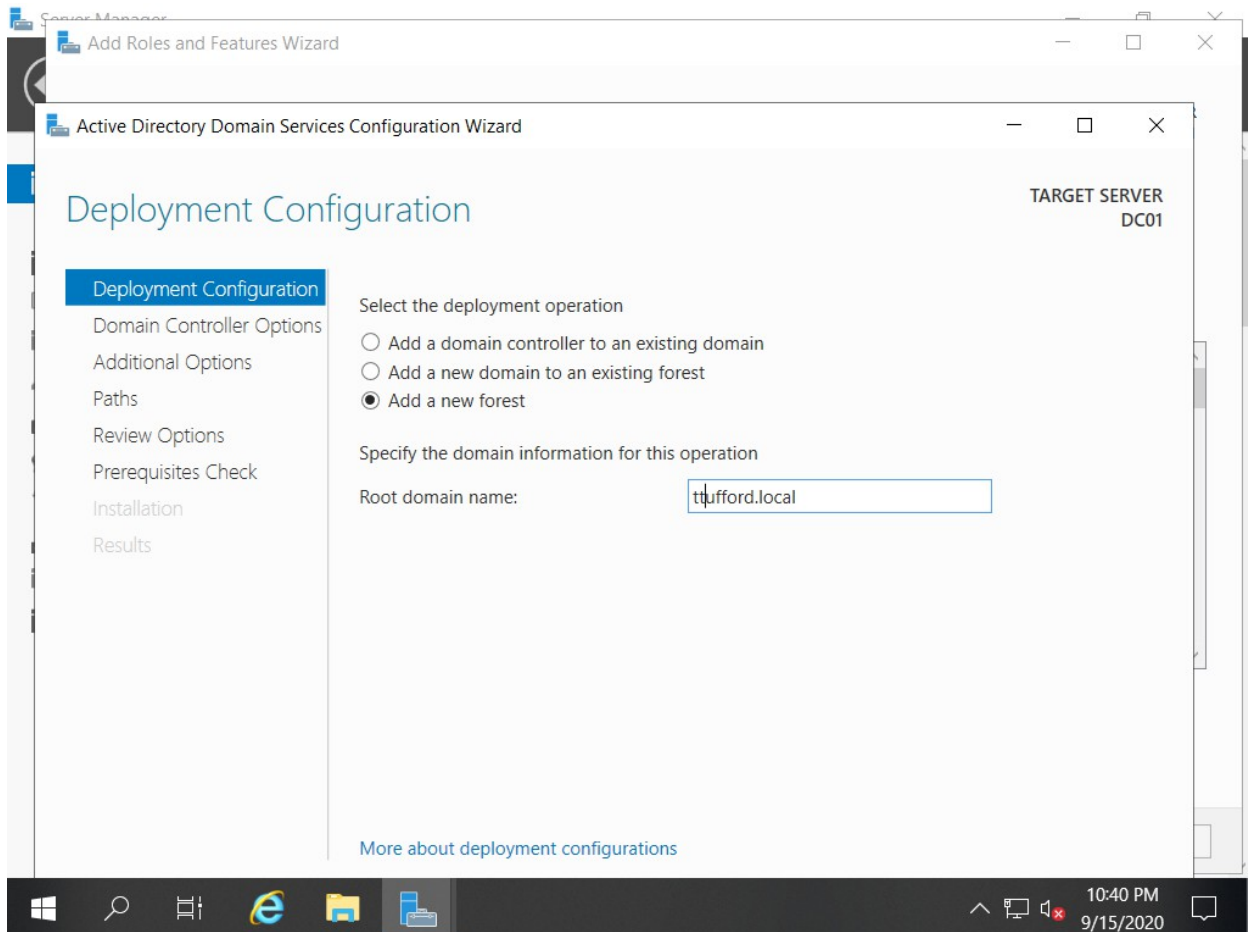 Server Manager
Add Roles and Features Wizard
Active Directory Domain Services Configuration Wizard
Deployment Configuration
TARGET SERVER
DC01
Deployment Configuration
Domain Controller Options
Additional Options
Paths
Review Options
Prerequisites Check
Installation
Results
Select the deployment operation
Add a domain controller to an existing domain
Add a new domain to an existing forest
Add a new forest
Specify the domain information for this operation
Root domain name:
ttufford.local
More about deployment configurations
10:40 PM
9/15/2020